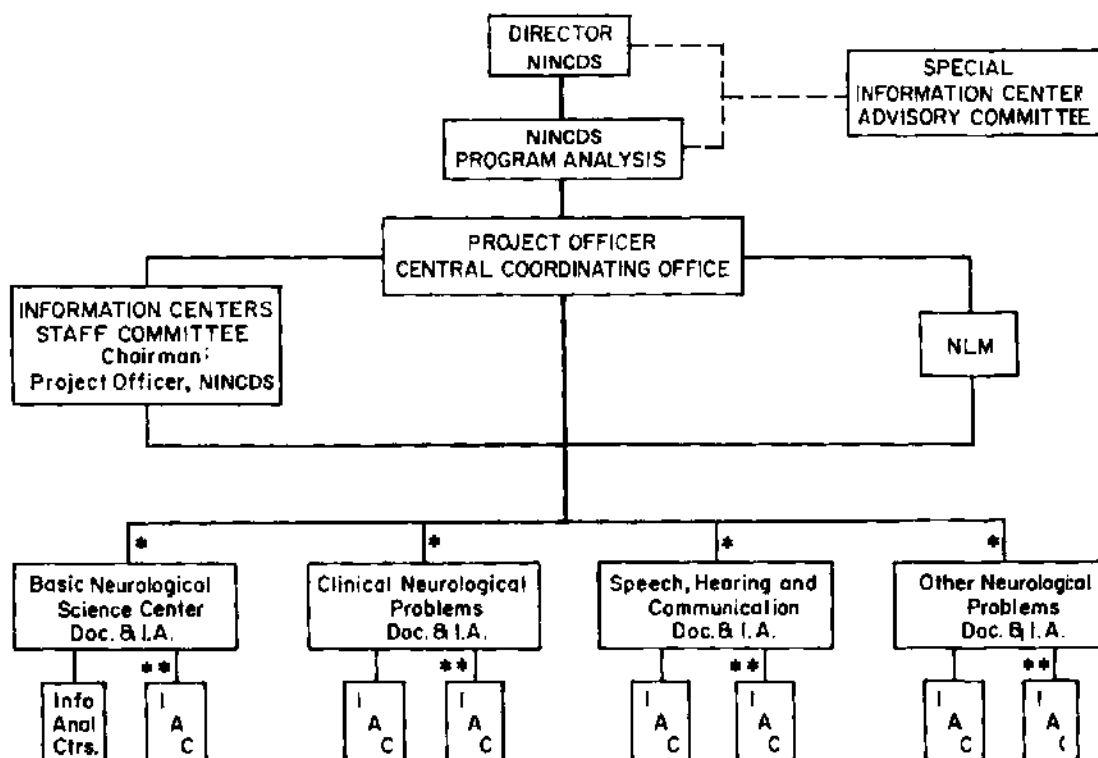 DIRECTOR
NINCDS
SPECIAL
INFORMATION CENTER
ADVISORY COMMITTEE
NINCDS
PROGRAM ANALYSIS
PROJECT OFFICER
CENTRAL COORDINATING OFFICE
INFORMATION CENTERS
STAFF COMMITTEE
Chairman:
Project Officer, NINCDS
NLM
*
*
*
*
Basic Neurological
Science Center
Doc. & I.A.
Clinical Neurological
Problems
Doc. & I.A.
Speech, Hearing and
Communication
Doc. & I.A.
Other Neurological
Problems
Doc. & I.A.
**
**
**
**
Info
Anal
Ctrs.
I
A
C
I
A
C
I
A
C
I
A
C
I
A
C
I
A
C
I
A
C